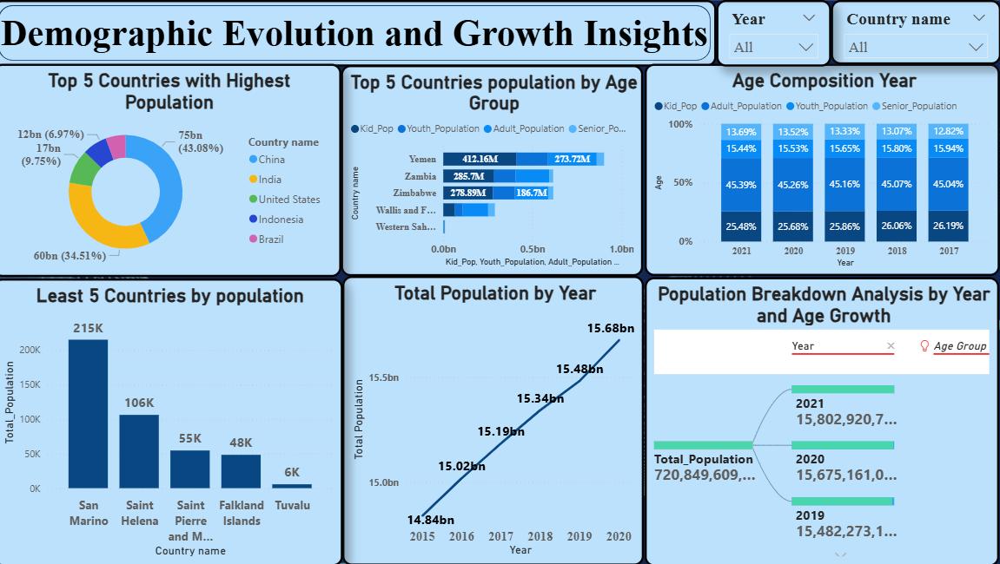 Demographic Evolution and Growth Insights
Year
All
Country name
All
Top 5 Countries with Highest
Population
12bn (6.97%)
17bn
(9.75%)
75bn
(43.08%)
60bn (34.51%)
Country name
China
India
United States
Indonesia
Brazil
Top 5 Countries population by Age
Group
Kid_Pop Youth_Population Adult_Population Senior_Po...
Country name
Yemen 412.16M 273.72M
Zambia 285.7M
Zimbabwe 278.89M 186.7M
Wallis and F...
Western Sah...
0.0bn 0.5bn 1.0bn
Kid_Pop, Youth_Population, Adult_Population ...
Age Composition Year
Kid_Pop Adult_Population Youth_Population Senior_Population
Age
100%
50%
0%
13.69% 13.52% 13.33% 13.07% 12.82%
15.44% 15.53% 15.65% 15.80% 15.94%
45.39% 45.26% 45.16% 45.07% 45.04%
25.48% 25.68% 25.86% 26.06% 26.19%
2021 2020 2019 2018 2017
Year
Least 5 Countries by population
Total_Population
200K
150K
100K
50K
0K
215K
106K
55K
48K
6K
San
Marino
Saint
Helena
Saint
Pierre
and M...
Falkland
Islands
Tuvalu
Country name
Total Population by Year
Total Population
15.5bn
15.0bn
14.84bn
15.02bn
15.19bn
15.34bn
15.48bn
15.68bn
2015 2016 2017 2018 2019 2020
Year
Population Breakdown Analysis by Year
and Age Growth
Year
Age Group
Total_Population
720,849,609,...
2021
15,802,920,7...
2020
15,675,161,0...
2019
15,482,273,1...